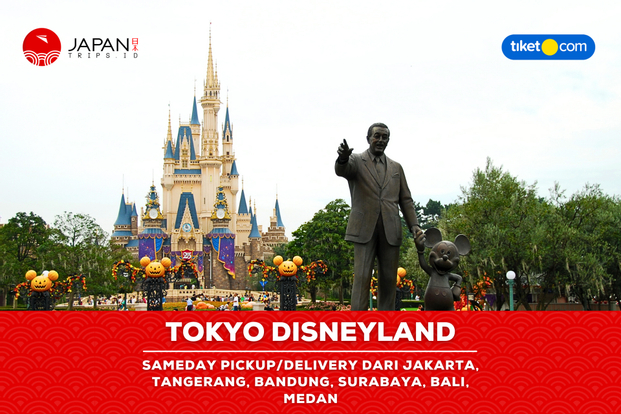 JAPAN 日本
TRIPS.ID
tiket.com
25
TOKYO DISNEYLAND
SAMEDAY PICKUP/DELIVERY DARI JAKARTA,
TANGERANG, BANDUNG, SURABAYA, BALI,
MEDAN